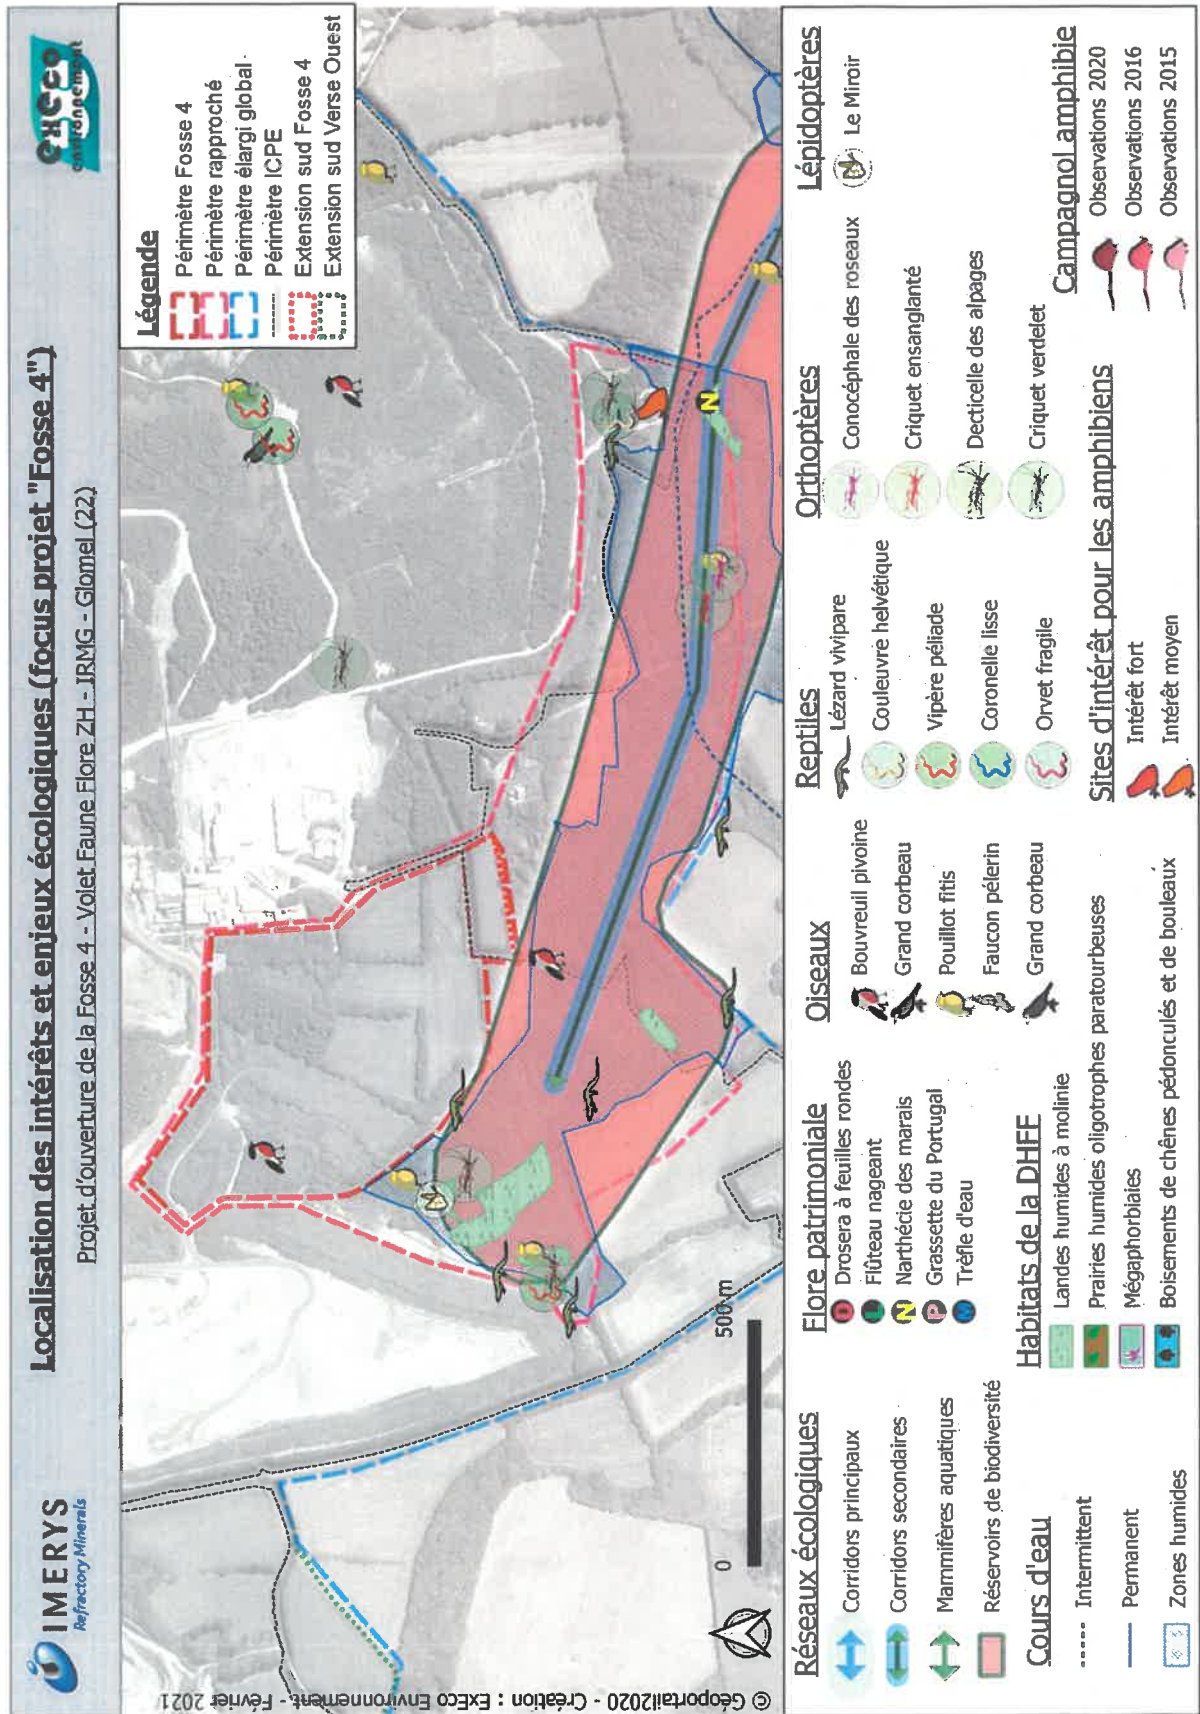 IMERYS
Refractory Minerals
Localisation des intérêts et enjeux écologiques (focus projet "Fosse 4")
Projet d'ouverture de la Fosse 4 - Volet Faune Flore ZH - IRMG - Glomel (22)
execo
environnement
Légende
Périmètre Fosse 4
Périmètre rapproché
Périmètre élargi global
Périmètre ICPE
Extension sud Fosse 4
Extension sud Verse Ouest
N
0
500 m
© Géoportail2020 - Création : ExEco Environnement - Février 2021
Réseaux écologiques
Corridors principaux
Corridors secondaires
Mammifères aquatiques
Réservoirs de biodiversité
Cours d'eau
Intermittent
Permanent
Zones humides
Flore patrimoniale
D Drosera à feuilles rondes
L Flûteau nageant
N Narthécie des marais
P Grassette du Portugal
M Trèfle d'eau
Habitats de la DHFF
Landes humides à molinie
Prairies humides oligotrophes paratourbeuses
Mégaphorbiaies
Boisements de chênes pédonculés et de bouleaux
Oiseaux
Bouvreuil pivoine
Grand corbeau
Pouillot fitis
Faucon pélerin
Grand corbeau
Reptiles
Lézard vivipare
Couleuvre helvétique
Vipère péliade
Coronelle lisse
Orvet fragile
Sites d'intérêt pour les amphibiens
Intérêt fort
Intérêt moyen
Orthoptères
Conocéphale des roseaux
Criquet ensanglanté
Decticelle des alpages
Criquet verdelet
Lépidoptères
Le Miroir
Campagnol amphibie
Observations 2020
Observations 2016
Observations 2015